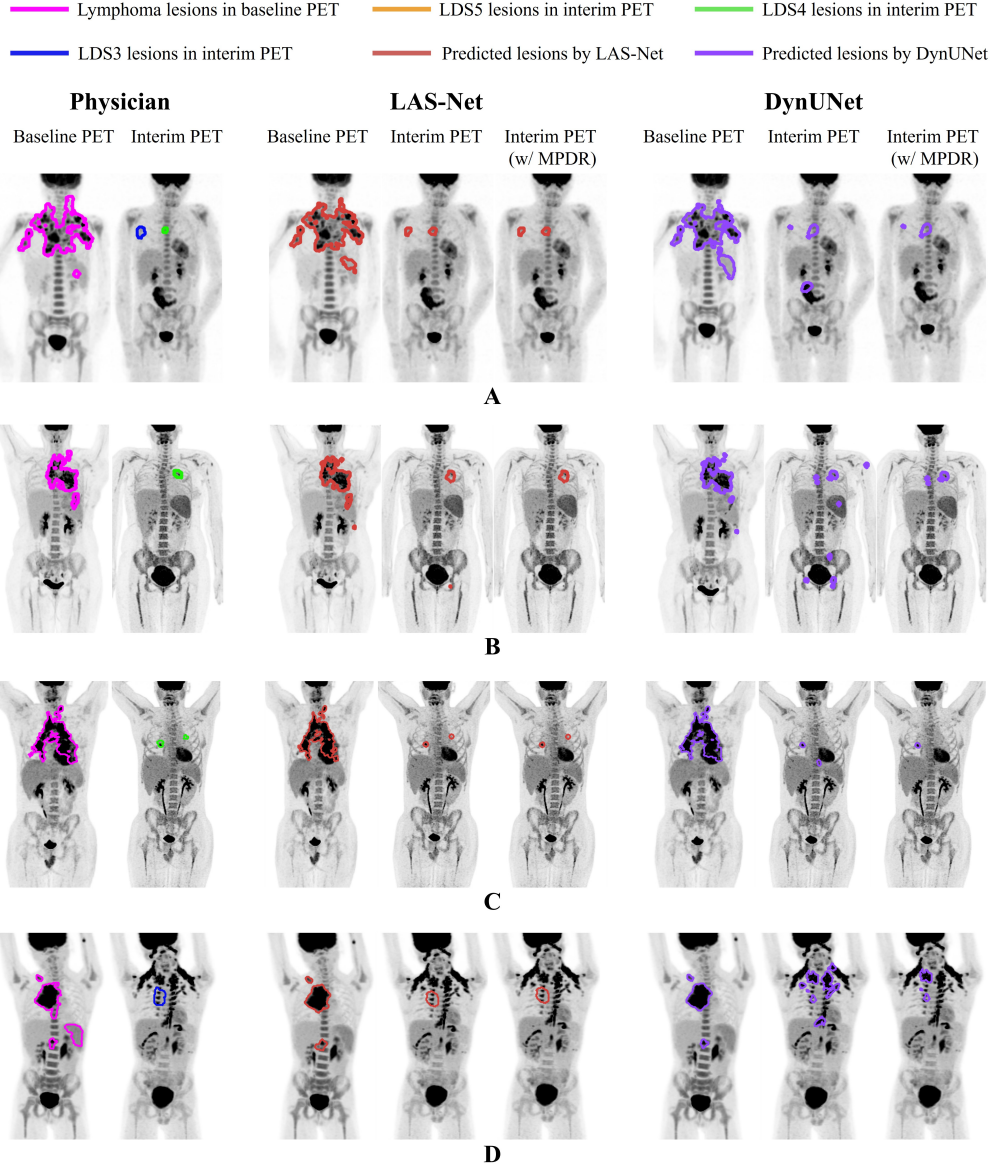 Lymphoma lesions in baseline PET
LDS5 lesions in interim PET
LDS4 lesions in interim PET
LDS3 lesions in interim PET
Predicted lesions by LAS-Net
Predicted lesions by DynUNet
Physician
LAS-Net
DynUNet
Baseline PET
Interim PET
Baseline PET
Interim PET
Interim PET
(w/ MPDR)
Baseline PET
Interim PET
Interim PET
(w/ MPDR)
A
B
C
D